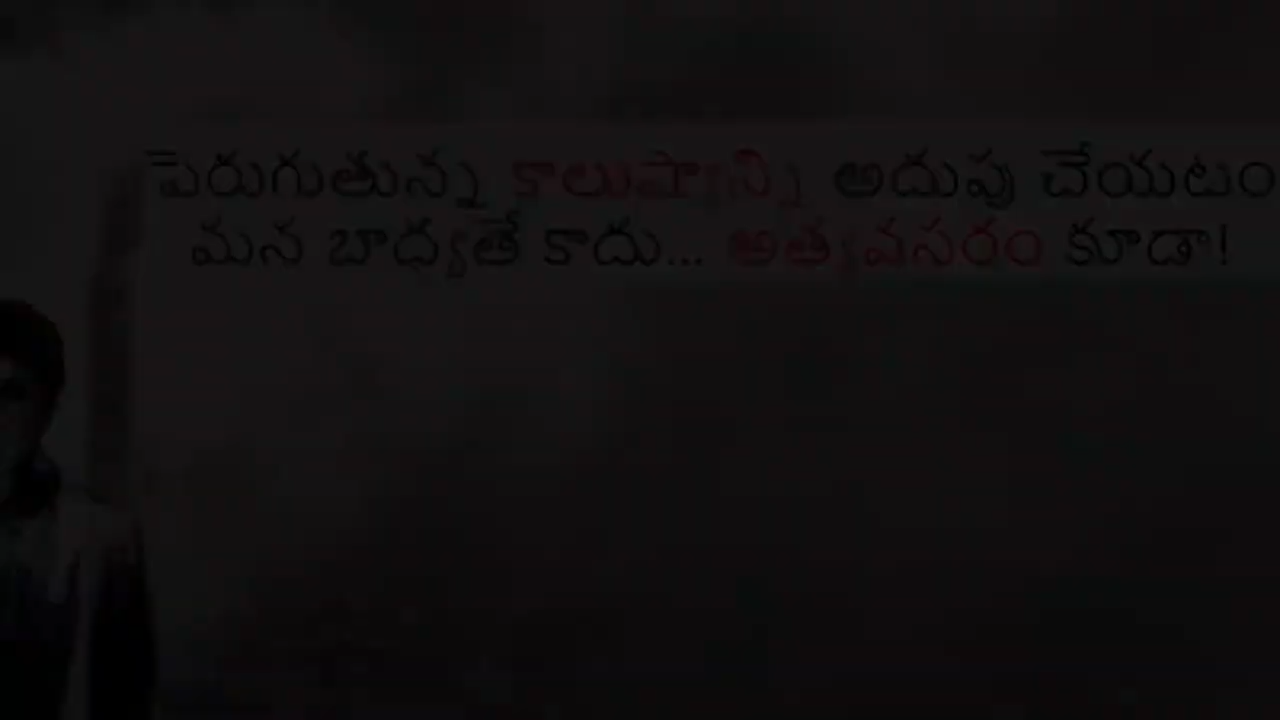 పెరుగుతున్న కాలుష్యాన్ని అదుపు చేయటం
మన బాధ్యతే కాదు... అత్యవసరం కూడా!